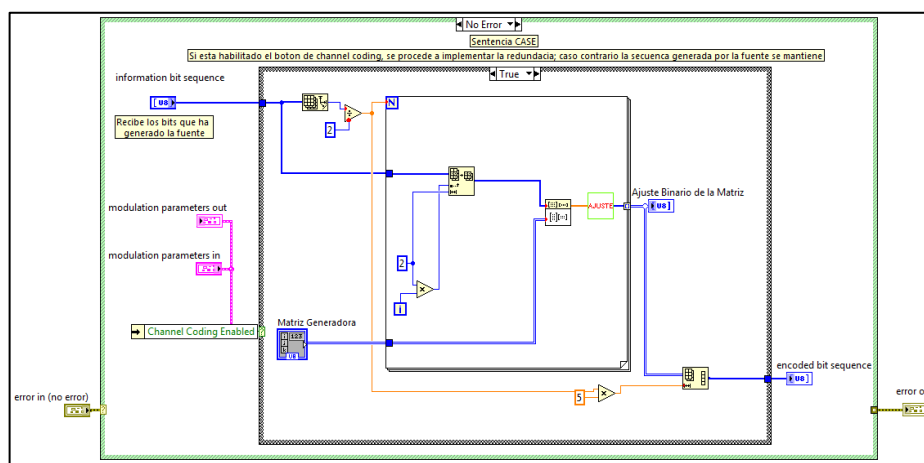 No Error
Sentencia CASE
Si esta habilitado el boton de channel coding, se procede a implementar la redundacia; caso contrario la secuenca generada por la fuente se mantiene
True
information bit sequence
[U8]
Recibe los bits que ha
generado la fuente
2
N
modulation parameters out
modulation parameters in
Ajuste Binario de la Matriz
AJUSTE
U8]
2
i
Channel Coding Enabled
Matriz Generadora
123
U8
encoded bit sequence
U8]
5
error in (no error)
error o